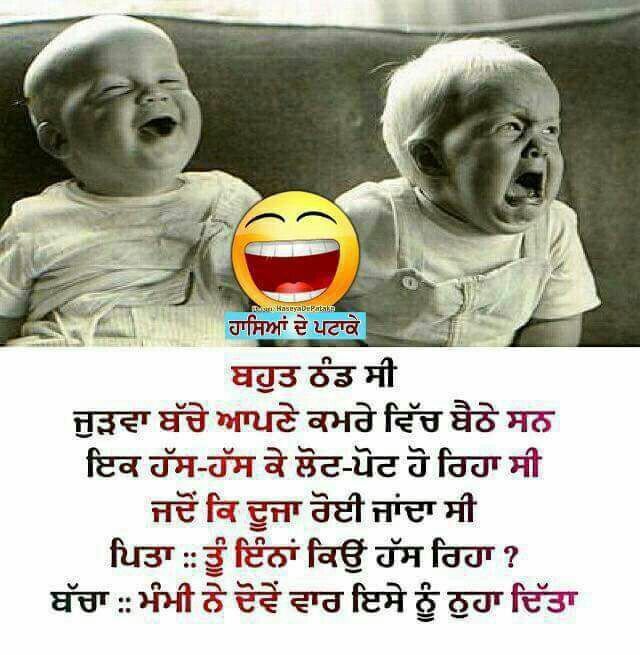 ਹਾਸਿਆਂ ਦੇ ਪਟਾਕੇ
ਬਹੁਤ ਠੰਡ ਸੀ
ਜੁੜਵਾ ਬੱਚੇ ਆਪਣੇ ਕਮਰੇ ਵਿੱਚ ਬੈਠੇ ਸਨ
ਇਕ ਹੱਸ-ਹੱਸ ਕੇ ਲੋਟ-ਪੋਟ ਹੋ ਰਿਹਾ ਸੀ
ਜਦੋਂ ਕਿ ਦੂਜਾ ਰੋਈ ਜਾਂਦਾ ਸੀ
ਪਿਤਾ :: ਤੂੰ ਇੰਨਾਂ ਕਿਉਂ ਹੱਸ ਰਿਹਾ ?
ਬੱਚਾ :: ਮੰਮੀ ਨੇ ਦੋਵੇਂ ਵਾਰ ਇਸੇ ਨੂੰ ਨੁਹਾ ਦਿੱਤਾ